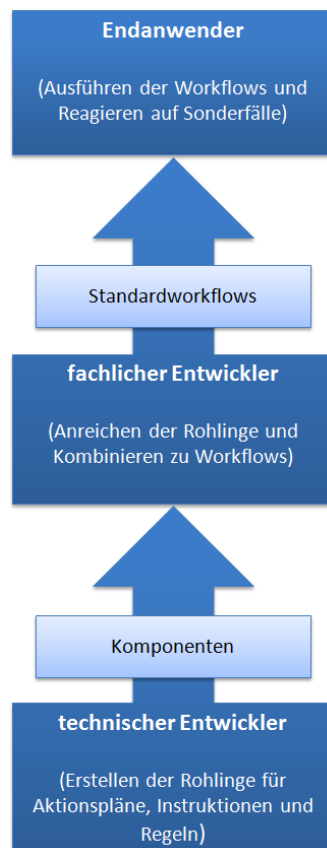 Endanwender
(Ausführen der Workflows und
Reagieren auf Sonderfälle)
Standardworkflows
fachlicher Entwickler
(Anreichen der Rohlinge und
Kombinieren zu Workflows)
Komponenten
technischer Entwickler
(Erstellen der Rohlinge für
Aktionspläne, Instruktionen und
Regeln)